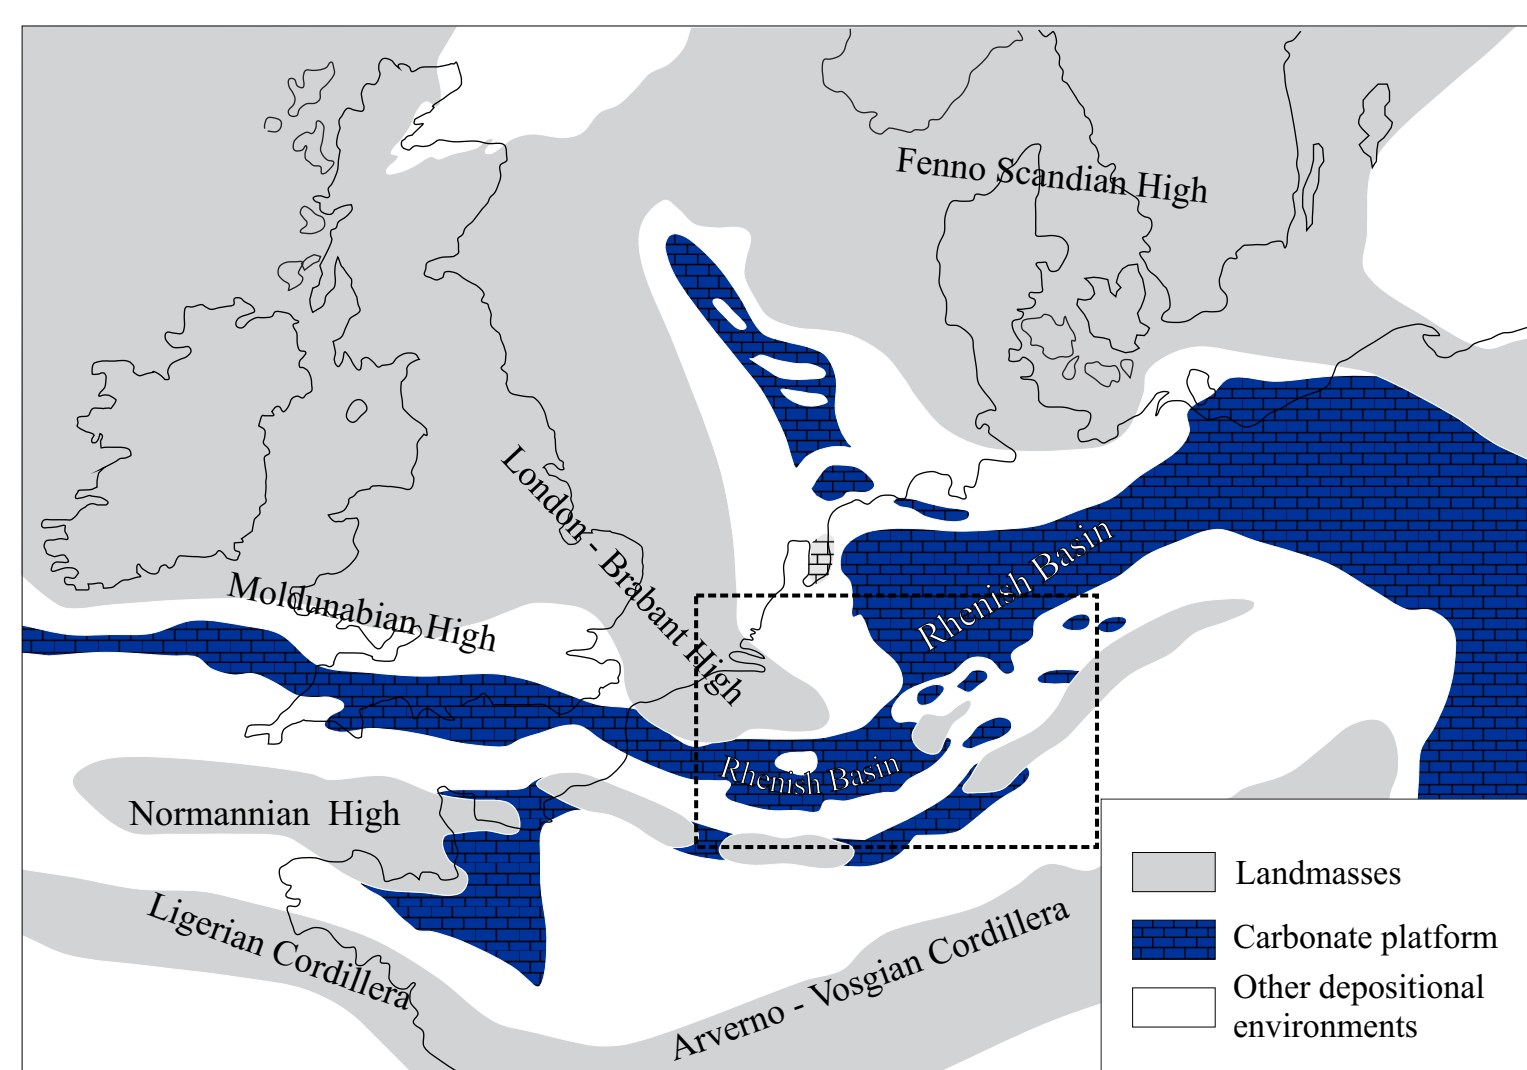 Fenno Scandian High
London - Brabant High
Moldunabian High
Rhenish Basin
Rhenish Basin
Normannian High
Ligerian Cordillera
Arverno - Vosgian Cordillera
Landmasses
Carbonate platform
Other depositional
environments